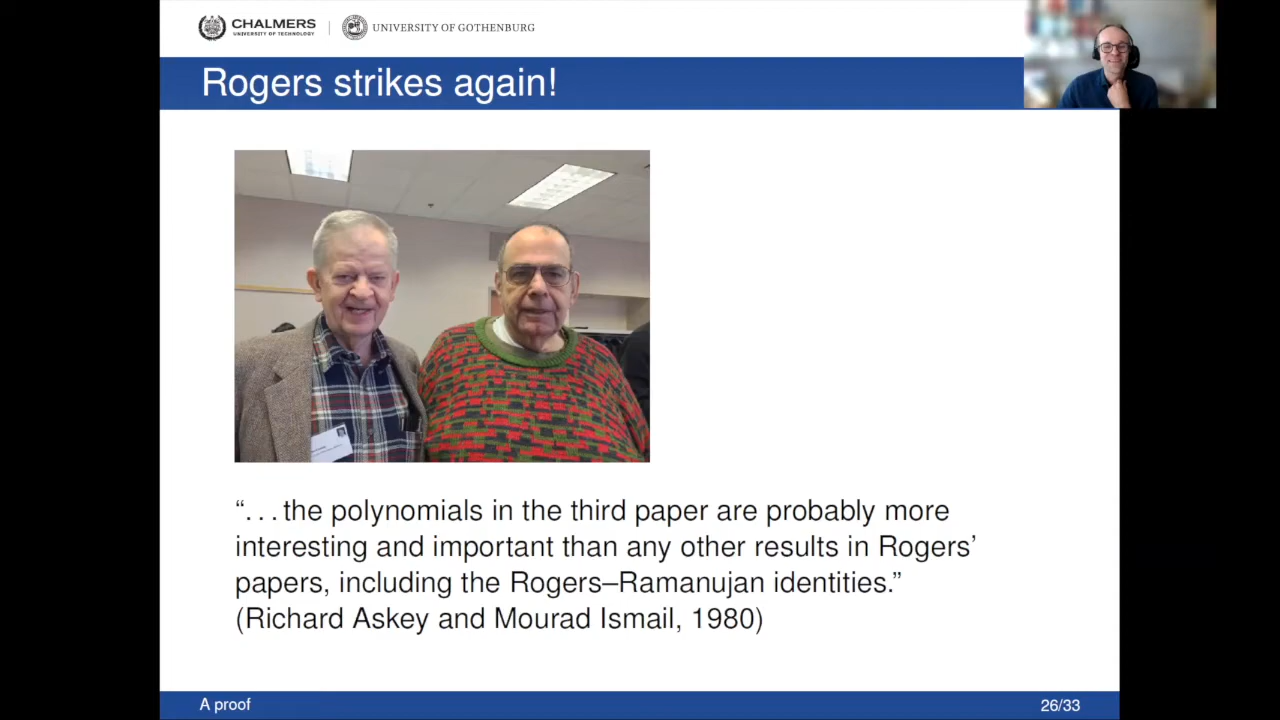 CHALMERS
UNIVERSITY OF TECHNOLOGY
UNIVERSITY OF GOTHENBURG
Rogers strikes again!
“. . . the polynomials in the third paper are probably more
interesting and important than any other results in Rogers’
papers, including the Rogers–Ramanujan identities.”
(Richard Askey and Mourad Ismail, 1980)
A proof
26/33